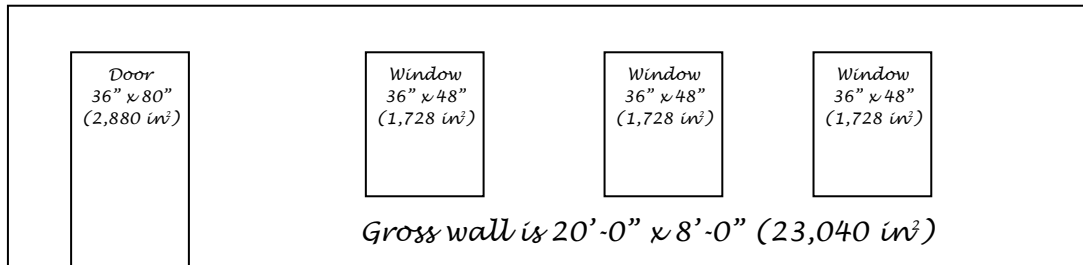 Door
36” x 80”
(2,880 in²)
Window
36” x 48”
(1,728 in²)
Window
36” x 48”
(1,728 in²)
Window
36” x 48”
(1,728 in²)
Gross wall is 20’-0” x 8’-0” (23,040 in²)